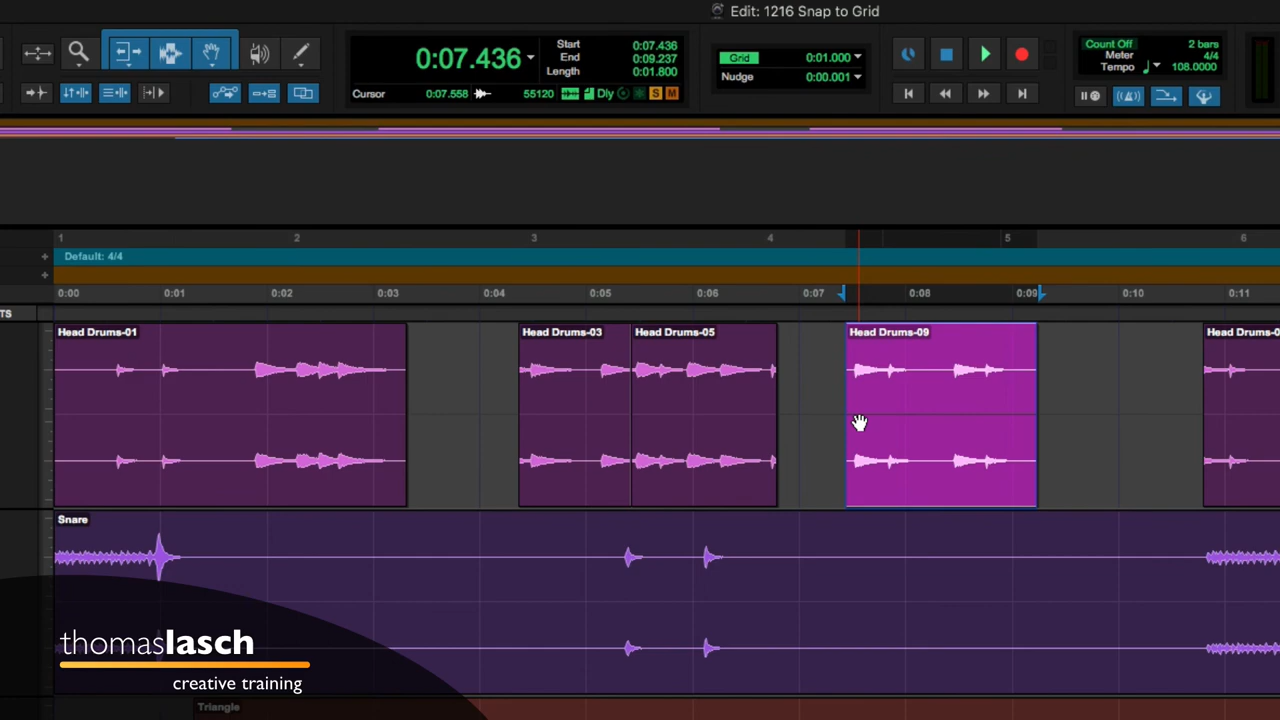 Edit: 1216 Snap to Grid
0:07.436
Start 0:07.436
End 0:09.237
Length 0:01.800
Cursor 0:07.558 55120 Dly S M
Grid 0:01.000
Nudge 0:00.001
Count Off 2 bars
Meter 4/4
Tempo 108.0000
1 2 3 4 5 6
Default: 4/4
0:00 0:01 0:02 0:03 0:04 0:05 0:06 0:07 0:08 0:09 0:10 0:11
TS
Head Drums-01 Head Drums-03 Head Drums-05 Head Drums-09 Head Drums-0
Snare
thomaslasch
creative training
Triangle